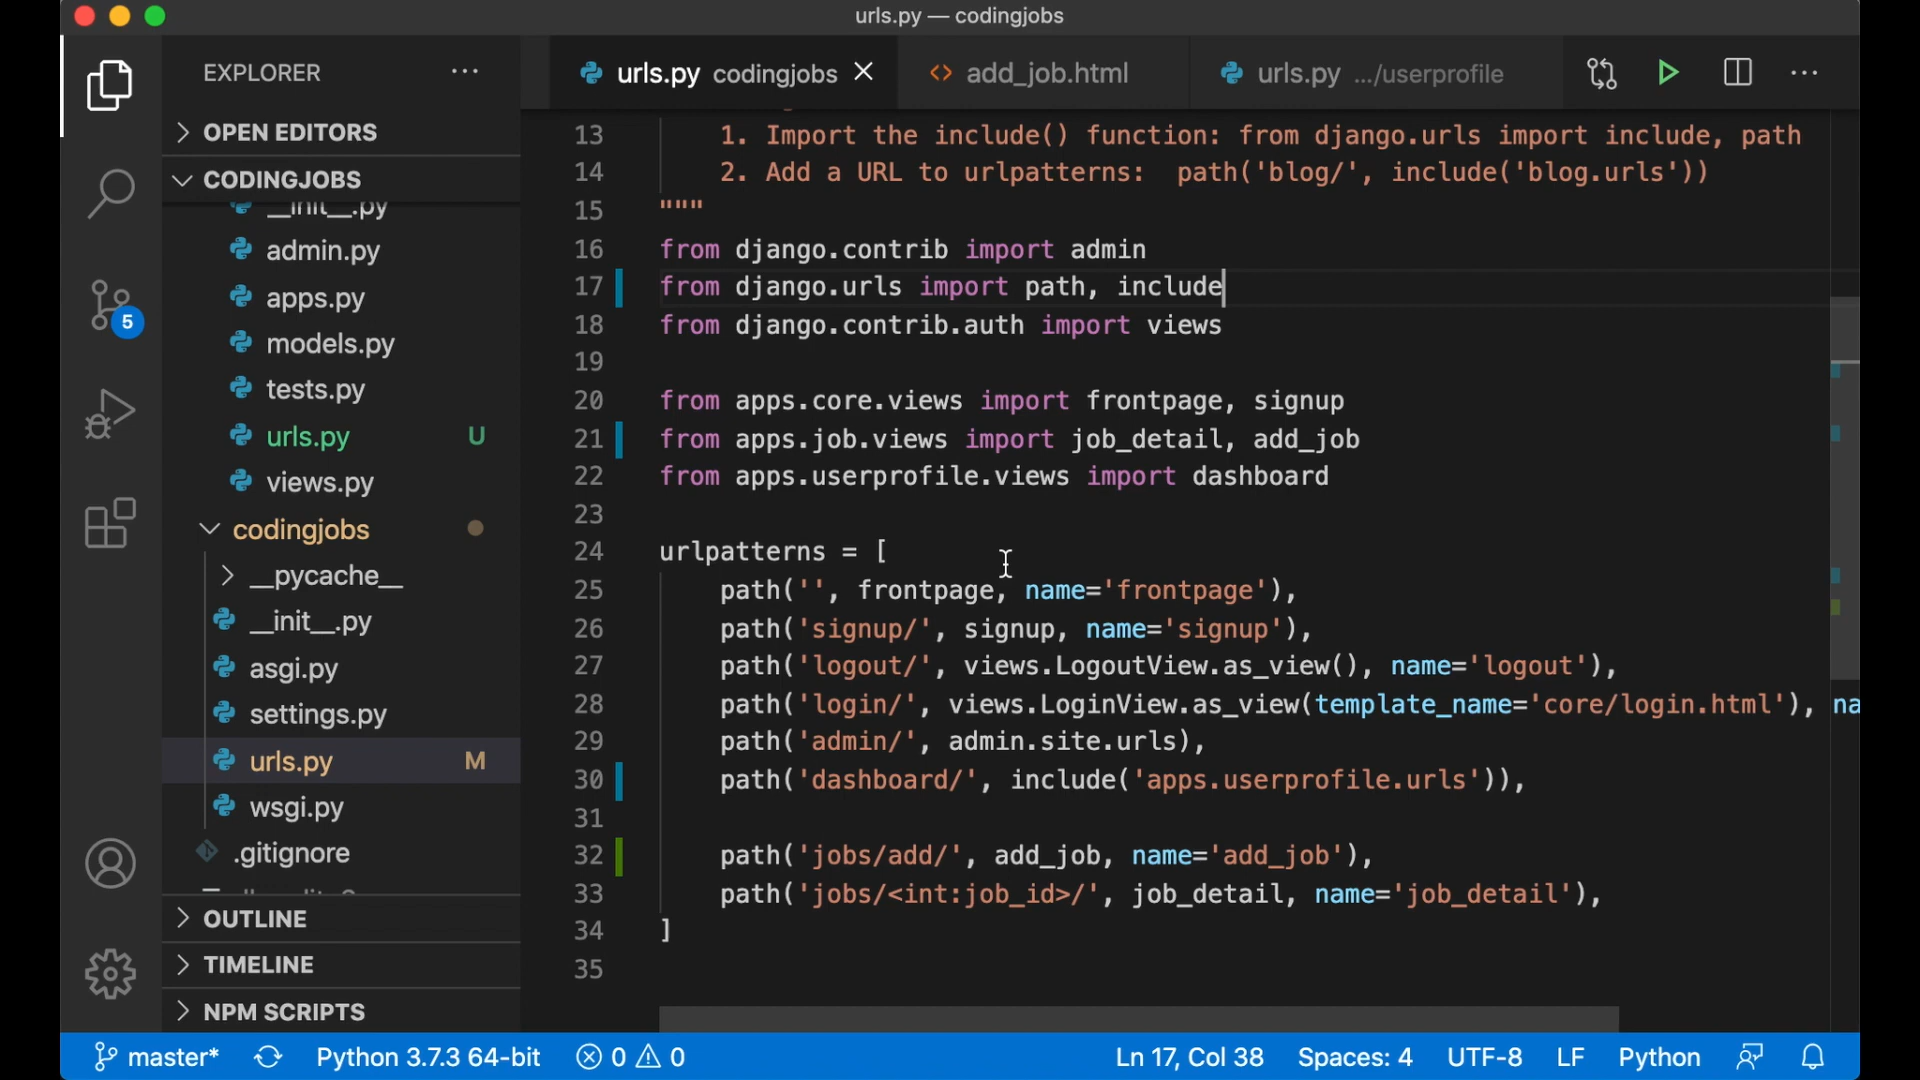 urls.py — codingjobs
EXPLORER
OPEN EDITORS
CODINGJOBS
__init__.py
admin.py
apps.py
models.py
tests.py
urls.py U
views.py
codingjobs
__pycache__
__init__.py
asgi.py
settings.py
urls.py M
wsgi.py
.gitignore
OUTLINE
TIMELINE
NPM SCRIPTS
5
urls.py codingjobs
add_job.html
urls.py .../userprofile
13 1. Import the include() function: from django.urls import include, path
14 2. Add a URL to urlpatterns:  path('blog/', include('blog.urls'))
15 """
16 from django.contrib import admin
17 from django.urls import path, include
18 from django.contrib.auth import views
19
20 from apps.core.views import frontpage, signup
21 from apps.job.views import job_detail, add_job
22 from apps.userprofile.views import dashboard
23
24 urlpatterns = [
25     path('', frontpage, name='frontpage'),
26     path('signup/', signup, name='signup'),
27     path('logout/', views.LogoutView.as_view(), name='logout'),
28     path('login/', views.LoginView.as_view(template_name='core/login.html'), na
29     path('admin/', admin.site.urls),
30     path('dashboard/', include('apps.userprofile.urls')),
31
32     path('jobs/add/', add_job, name='add_job'),
33     path('jobs/<int:job_id>/', job_detail, name='job_detail'),
34 ]
35
master* Python 3.7.3 64-bit 0 0 Ln 17, Col 38 Spaces: 4 UTF-8 LF Python